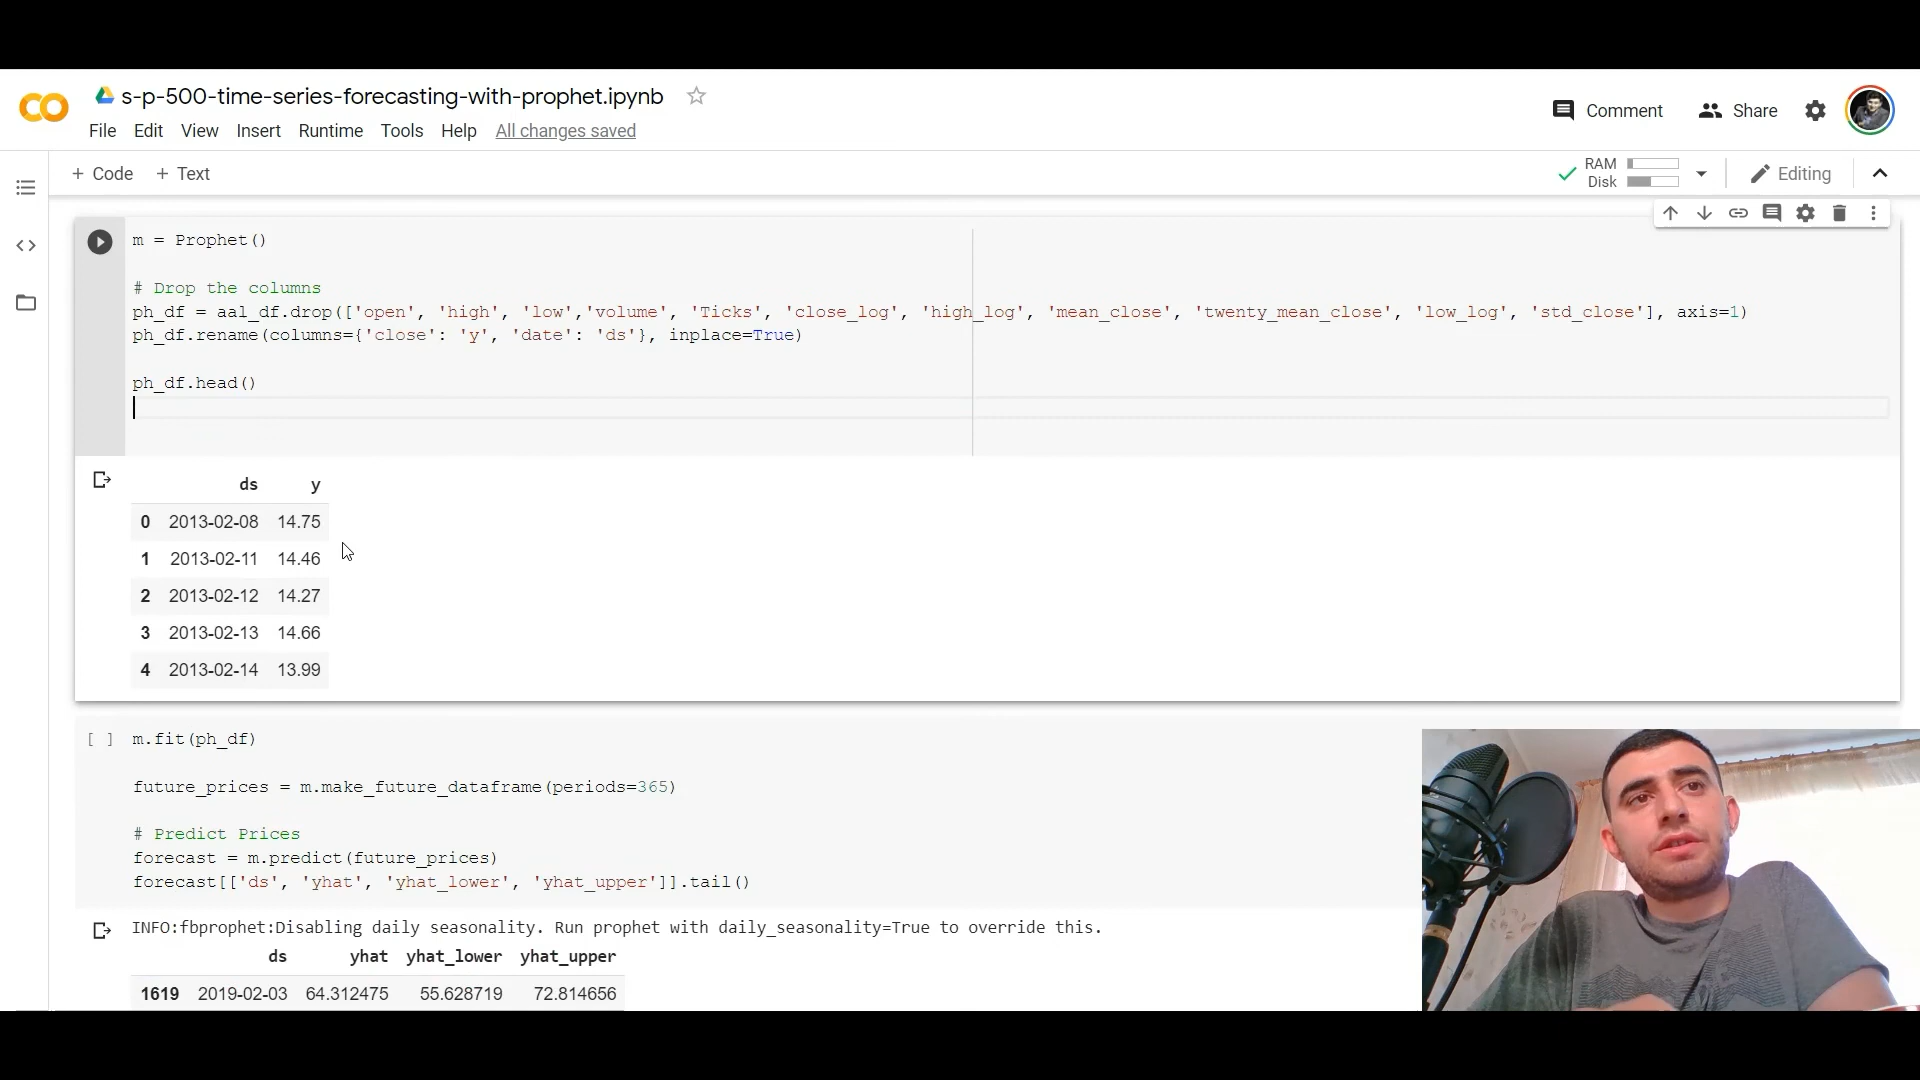 s-p-500-time-series-forecasting-with-prophet.ipynb
File Edit View Insert Runtime Tools Help All changes saved
Comment Share
+ Code + Text
RAM
Disk
Editing
m = Prophet()
# Drop the columns
ph_df = aal_df.drop(['open', 'high', 'low','volume', 'Ticks', 'close_log', 'high_log', 'mean_close', 'twenty_mean_close', 'low_log', 'std_close'], axis=1)
ph_df.rename(columns={'close': 'y', 'date': 'ds'}, inplace=True)
ph_df.head()
ds y
0 2013-02-08 14.75
1 2013-02-11 14.46
2 2013-02-12 14.27
3 2013-02-13 14.66
4 2013-02-14 13.99
[ ] m.fit(ph_df)
future_prices = m.make_future_dataframe(periods=365)
# Predict Prices
forecast = m.predict(future_prices)
forecast[['ds', 'yhat', 'yhat_lower', 'yhat_upper']].tail()
INFO:fbprophet:Disabling daily seasonality. Run prophet with daily_seasonality=True to override this.
ds yhat yhat_lower yhat_upper
1619 2019-02-03 64.312475 55.628719 72.814656